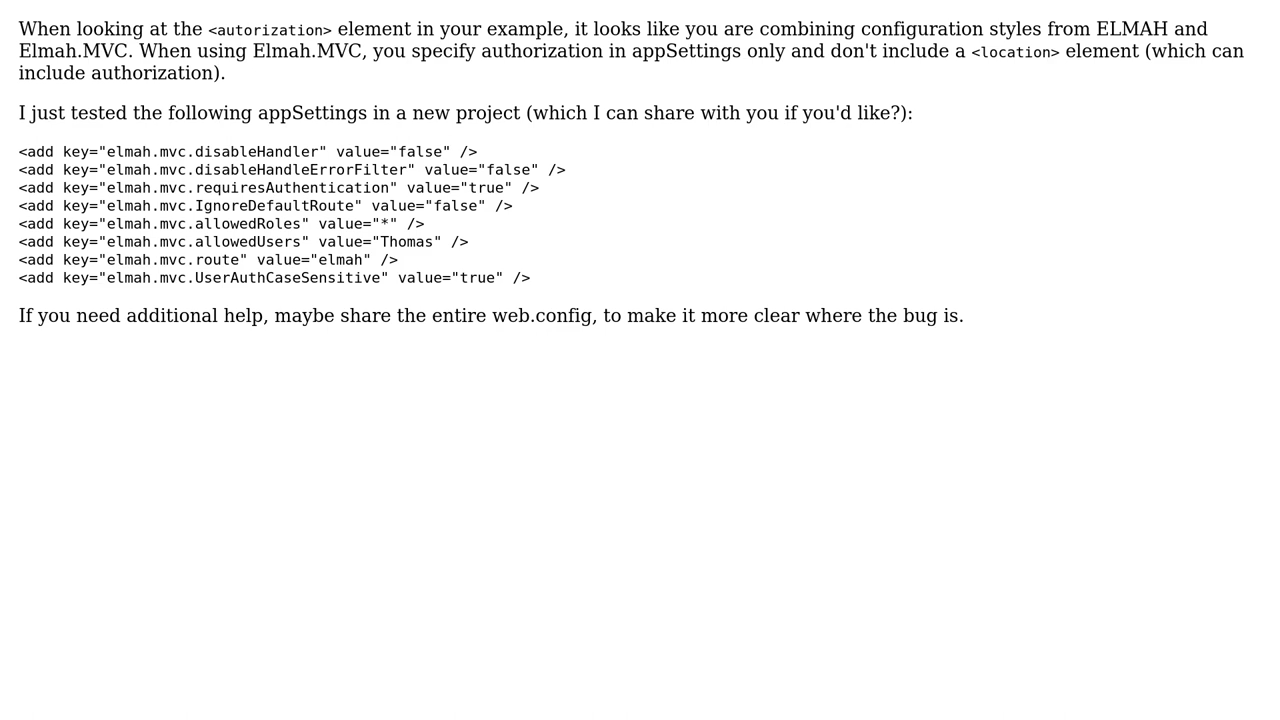 When looking at the <autorization> element in your example, it looks like you are combining configuration styles from ELMAH and
Elmah.MVC. When using Elmah.MVC, you specify authorization in appSettings only and don't include a <location> element (which can
include authorization).
I just tested the following appSettings in a new project (which I can share with you if you'd like?):
<add key="elmah.mvc.disableHandler" value="false" />
<add key="elmah.mvc.disableHandleErrorFilter" value="false" />
<add key="elmah.mvc.requiresAuthentication" value="true" />
<add key="elmah.mvc.IgnoreDefaultRoute" value="false" />
<add key="elmah.mvc.allowedRoles" value="*" />
<add key="elmah.mvc.allowedUsers" value="Thomas" />
<add key="elmah.mvc.route" value="elmah" />
<add key="elmah.mvc.UserAuthCaseSensitive" value="true" />
If you need additional help, maybe share the entire web.config, to make it more clear where the bug is.